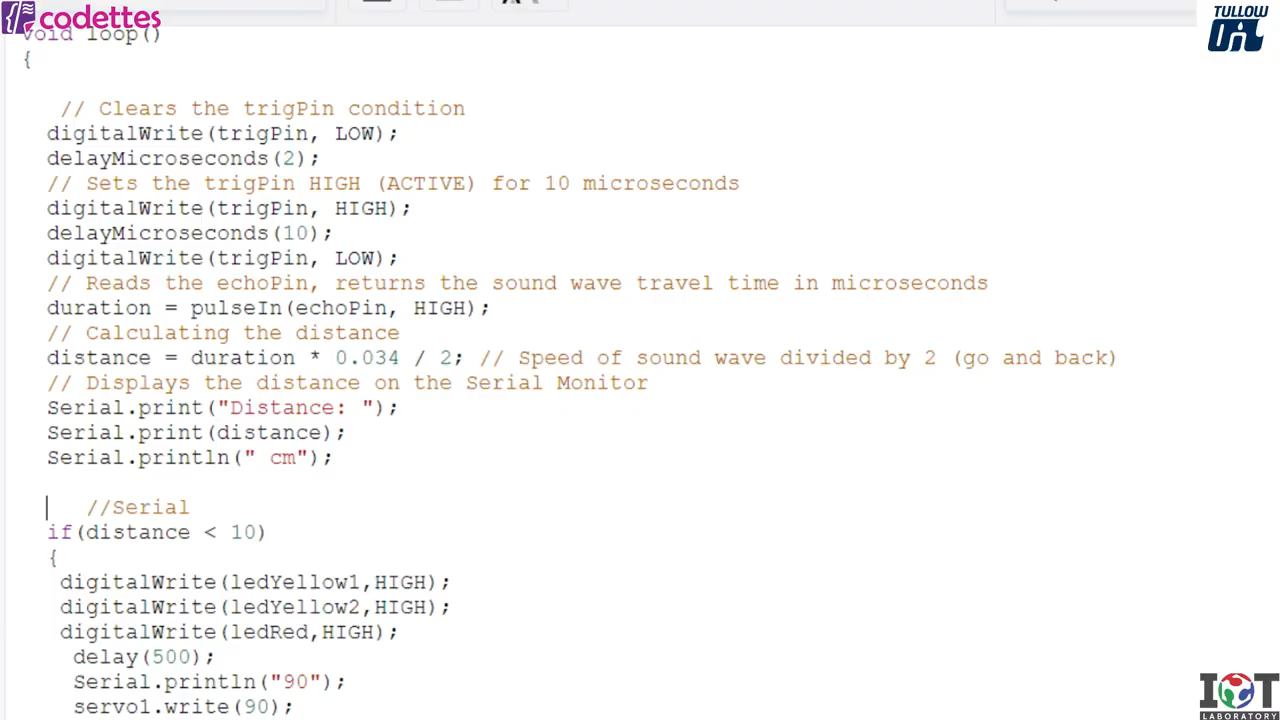 codettes
TULLOW
OIL
void loop()
{
// Clears the trigPin condition
digitalWrite(trigPin, LOW);
delayMicroseconds(2);
// Sets the trigPin HIGH (ACTIVE) for 10 microseconds
digitalWrite(trigPin, HIGH);
delayMicroseconds(10);
digitalWrite(trigPin, LOW);
// Reads the echoPin, returns the sound wave travel time in microseconds
duration = pulseIn(echoPin, HIGH);
// Calculating the distance
distance = duration * 0.034 / 2; // Speed of sound wave divided by 2 (go and back)
// Displays the distance on the Serial Monitor
Serial.print("Distance: ");
Serial.print(distance);
Serial.println(" cm");
//Serial
if(distance < 10)
{
digitalWrite(ledYellow1,HIGH);
digitalWrite(ledYellow2,HIGH);
digitalWrite(ledRed,HIGH);
delay(500);
Serial.println("90");
servo1.write(90);
IOT
LABORATORY